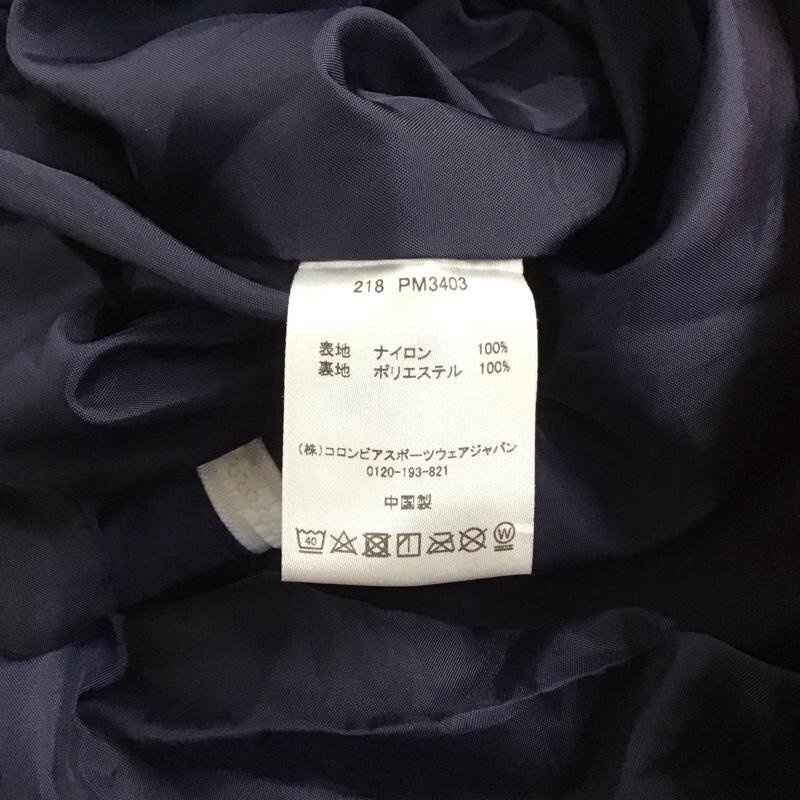 218 PM3403
表地 ナイロン 100%
裏地 ポリエステル 100%
(株)コロンビアスポーツウェアジャパン
0120-193-821
中国製
40 W